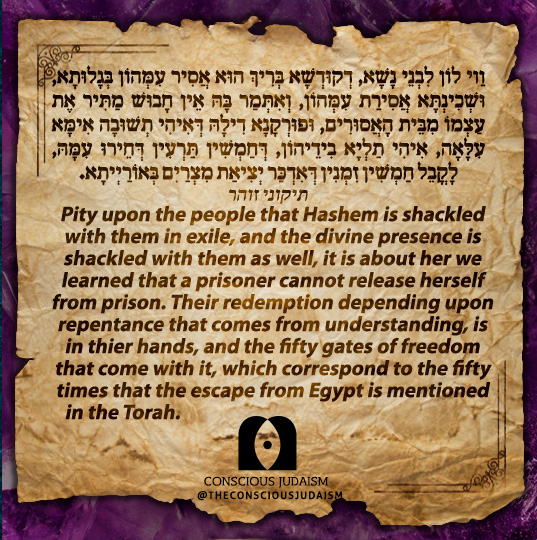 וַוי לוֹן לִבְנֵי נָשָׁא, דְקוּדְשָׁא בְּרִיךְ הוּא אֲסִיר עִמְּהוֹן בְּגָלוּתָא,
וּשְׁכִינְתָּא אֲסִירַת עִמְּהוֹן, וְאִתְּמַר בָּהּ אֵין חָבוּשׁ מַתִּיר אֶת
עַצְמוֹ מִבֵּית הָאֲסוּרִים, וּפוּרְקָנָא דִילָהּ דְּאִיהִי תְשׁוּבָה אִימָּא
עִלָּאָה, אִיהִי תַּלְיָא בִּידֵיהוֹן, דְּחַמְשִׁין תַּרְעִין דְּחֵירוּ עִמָּהּ,
לָקֳבֵל חַמְשִׁין זִמְנִין דְּאִדְכַּר יְצִיאַת מִצְרַיִם בְּאוֹרַיְיתָא.
תיקוני זוהר
Pity upon the people that Hashem is shackled
with them in exile, and the divine presence is
shackled with them as well, it is about her we
learned that a prisoner cannot release herself
from prison. Their redemption depending upon
repentance that comes from understanding, is
in thier hands, and the fifty gates of freedom
that come with it, which correspond to the fifty
times that the escape from Egypt is mentioned
in the Torah.
CONSCIOUS JUDAISM
@THECONSCIOUSJUDAISM